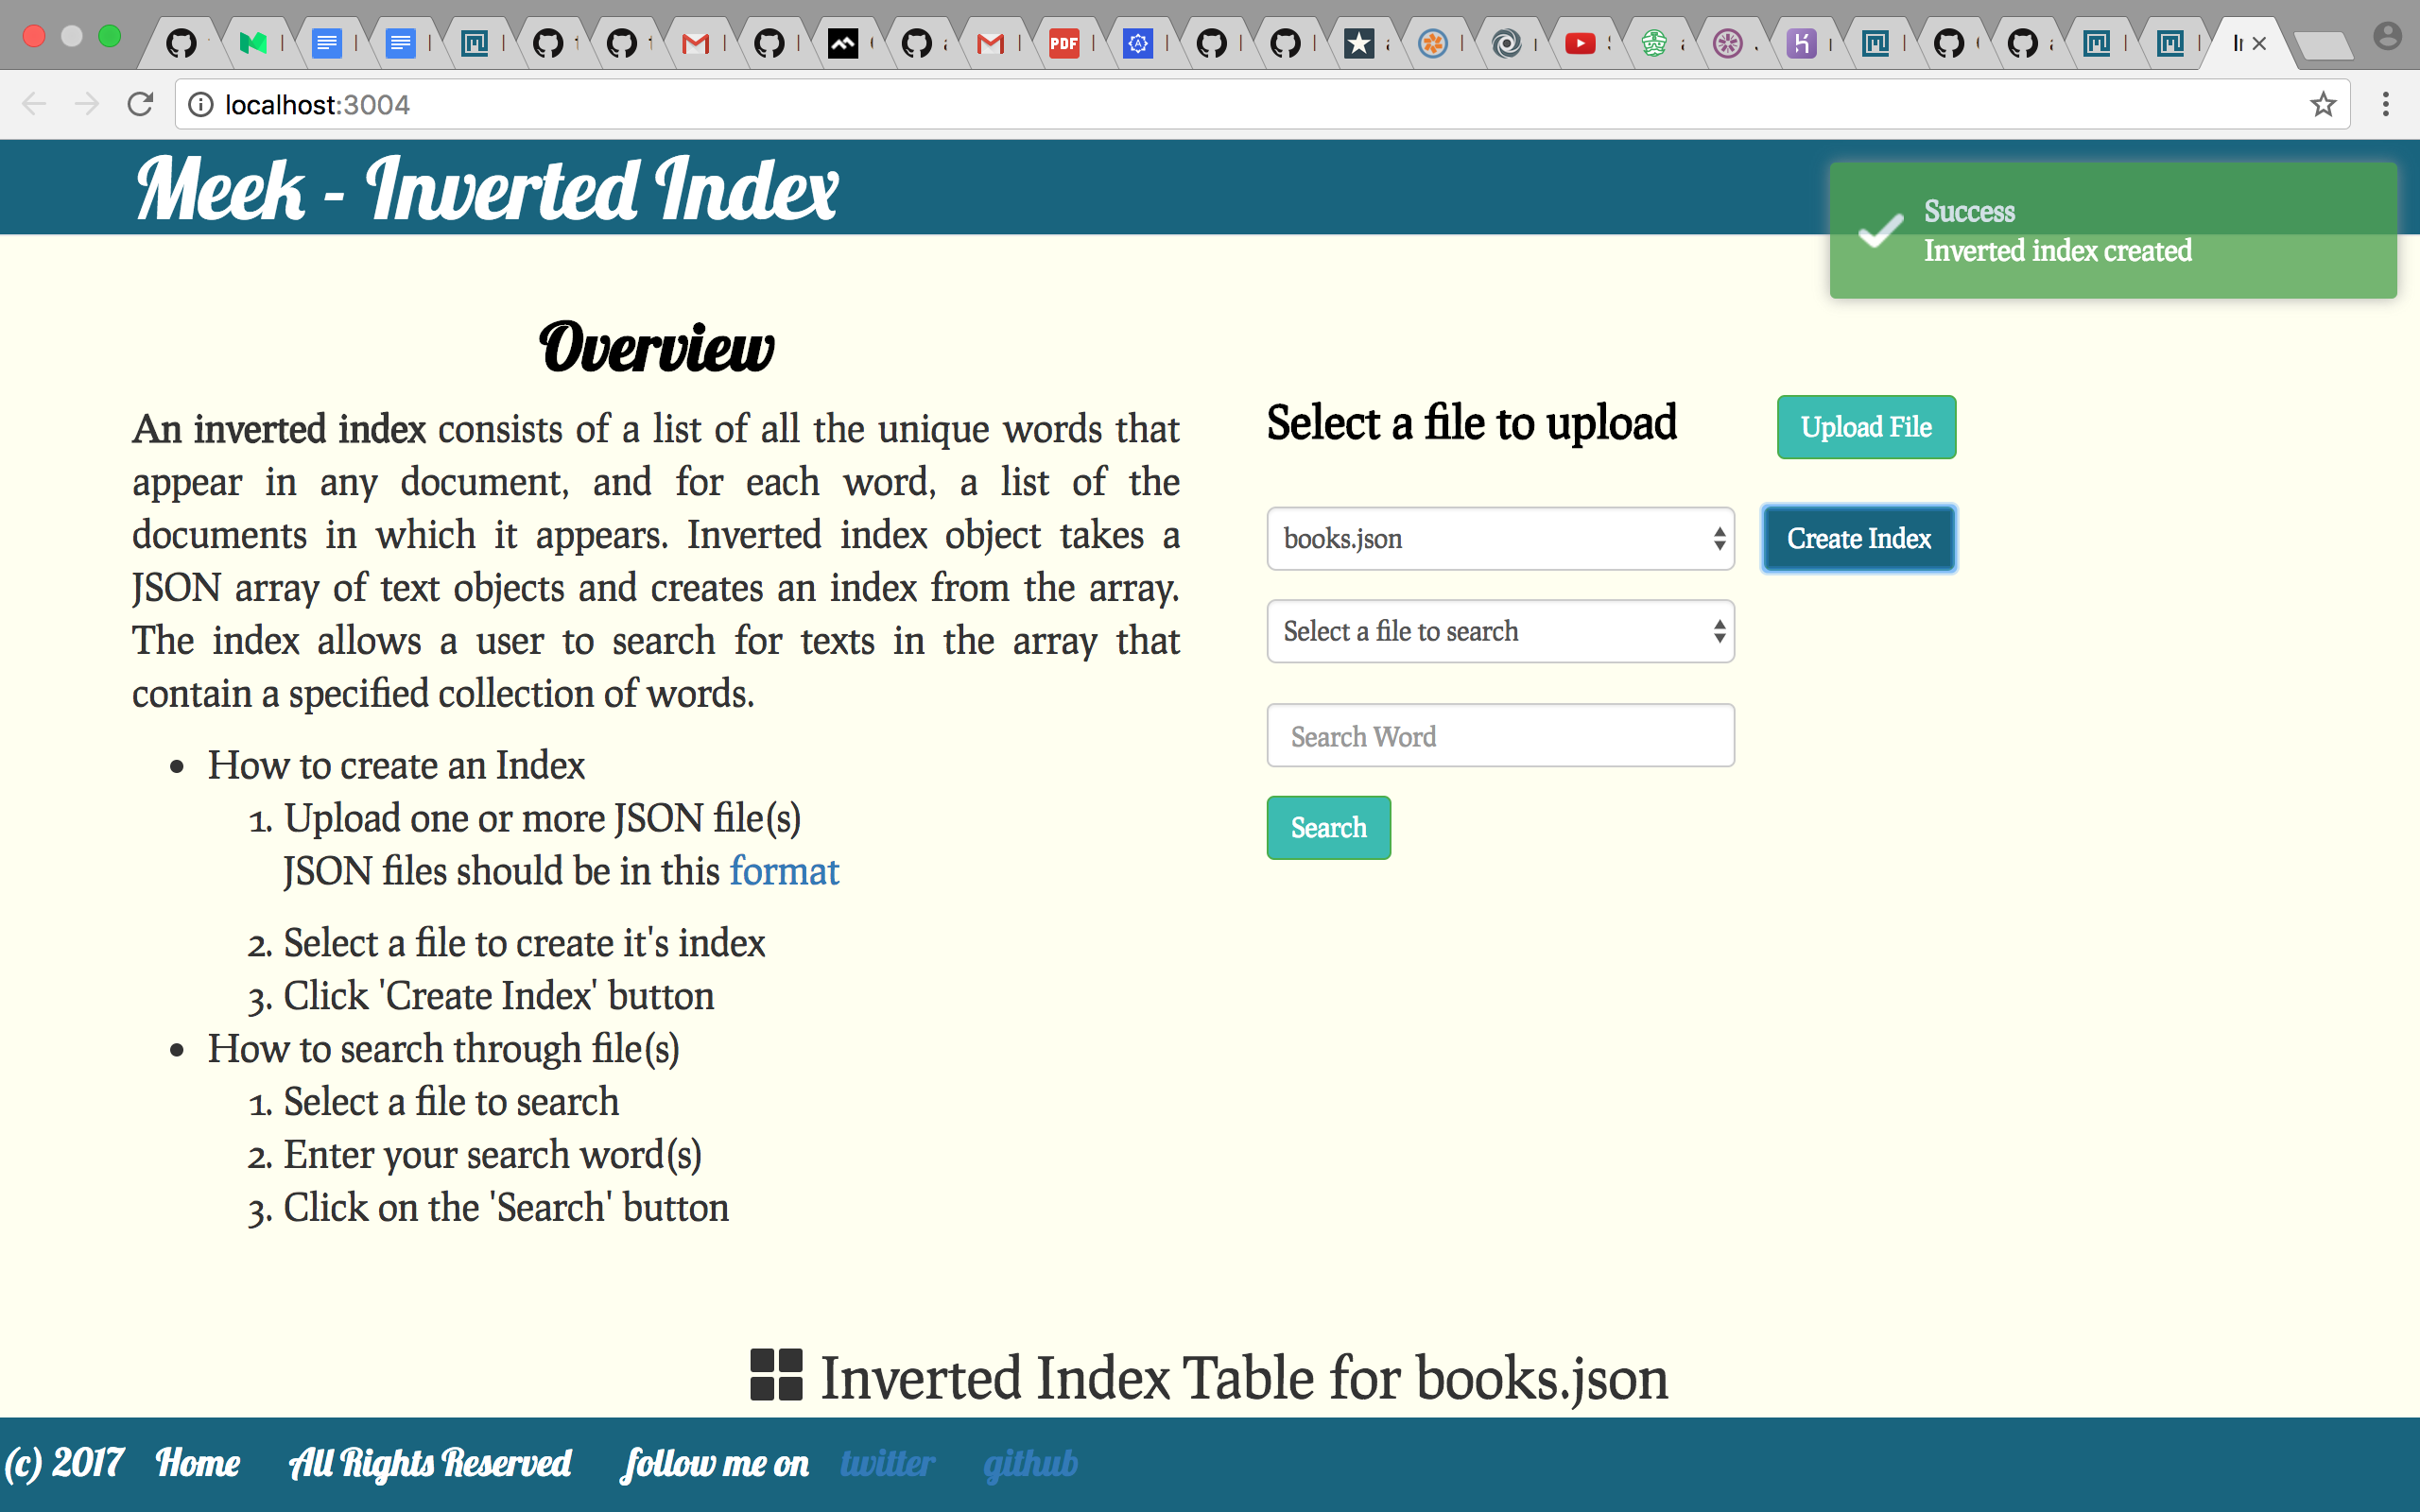 PDF
localhost:3004
Meek - Inverted Index
Success
Inverted index created
Overview
An inverted index consists of a list of all the unique words that
appear in any document, and for each word, a list of the
documents in which it appears. Inverted index object takes a
JSON array of text objects and creates an index from the array.
The index allows a user to search for texts in the array that
contain a specified collection of words.
• How to create an Index
1. Upload one or more JSON file(s)
JSON files should be in this format
2. Select a file to create it's index
3. Click 'Create Index' button
• How to search through file(s)
1. Select a file to search
2. Enter your search word(s)
3. Click on the 'Search' button
Select a file to upload
Upload File
books.json
Create Index
Select a file to search
Search Word
Search
Inverted Index Table for books.json
(c) 2017 Home All Rights Reserved follow me on twitter github